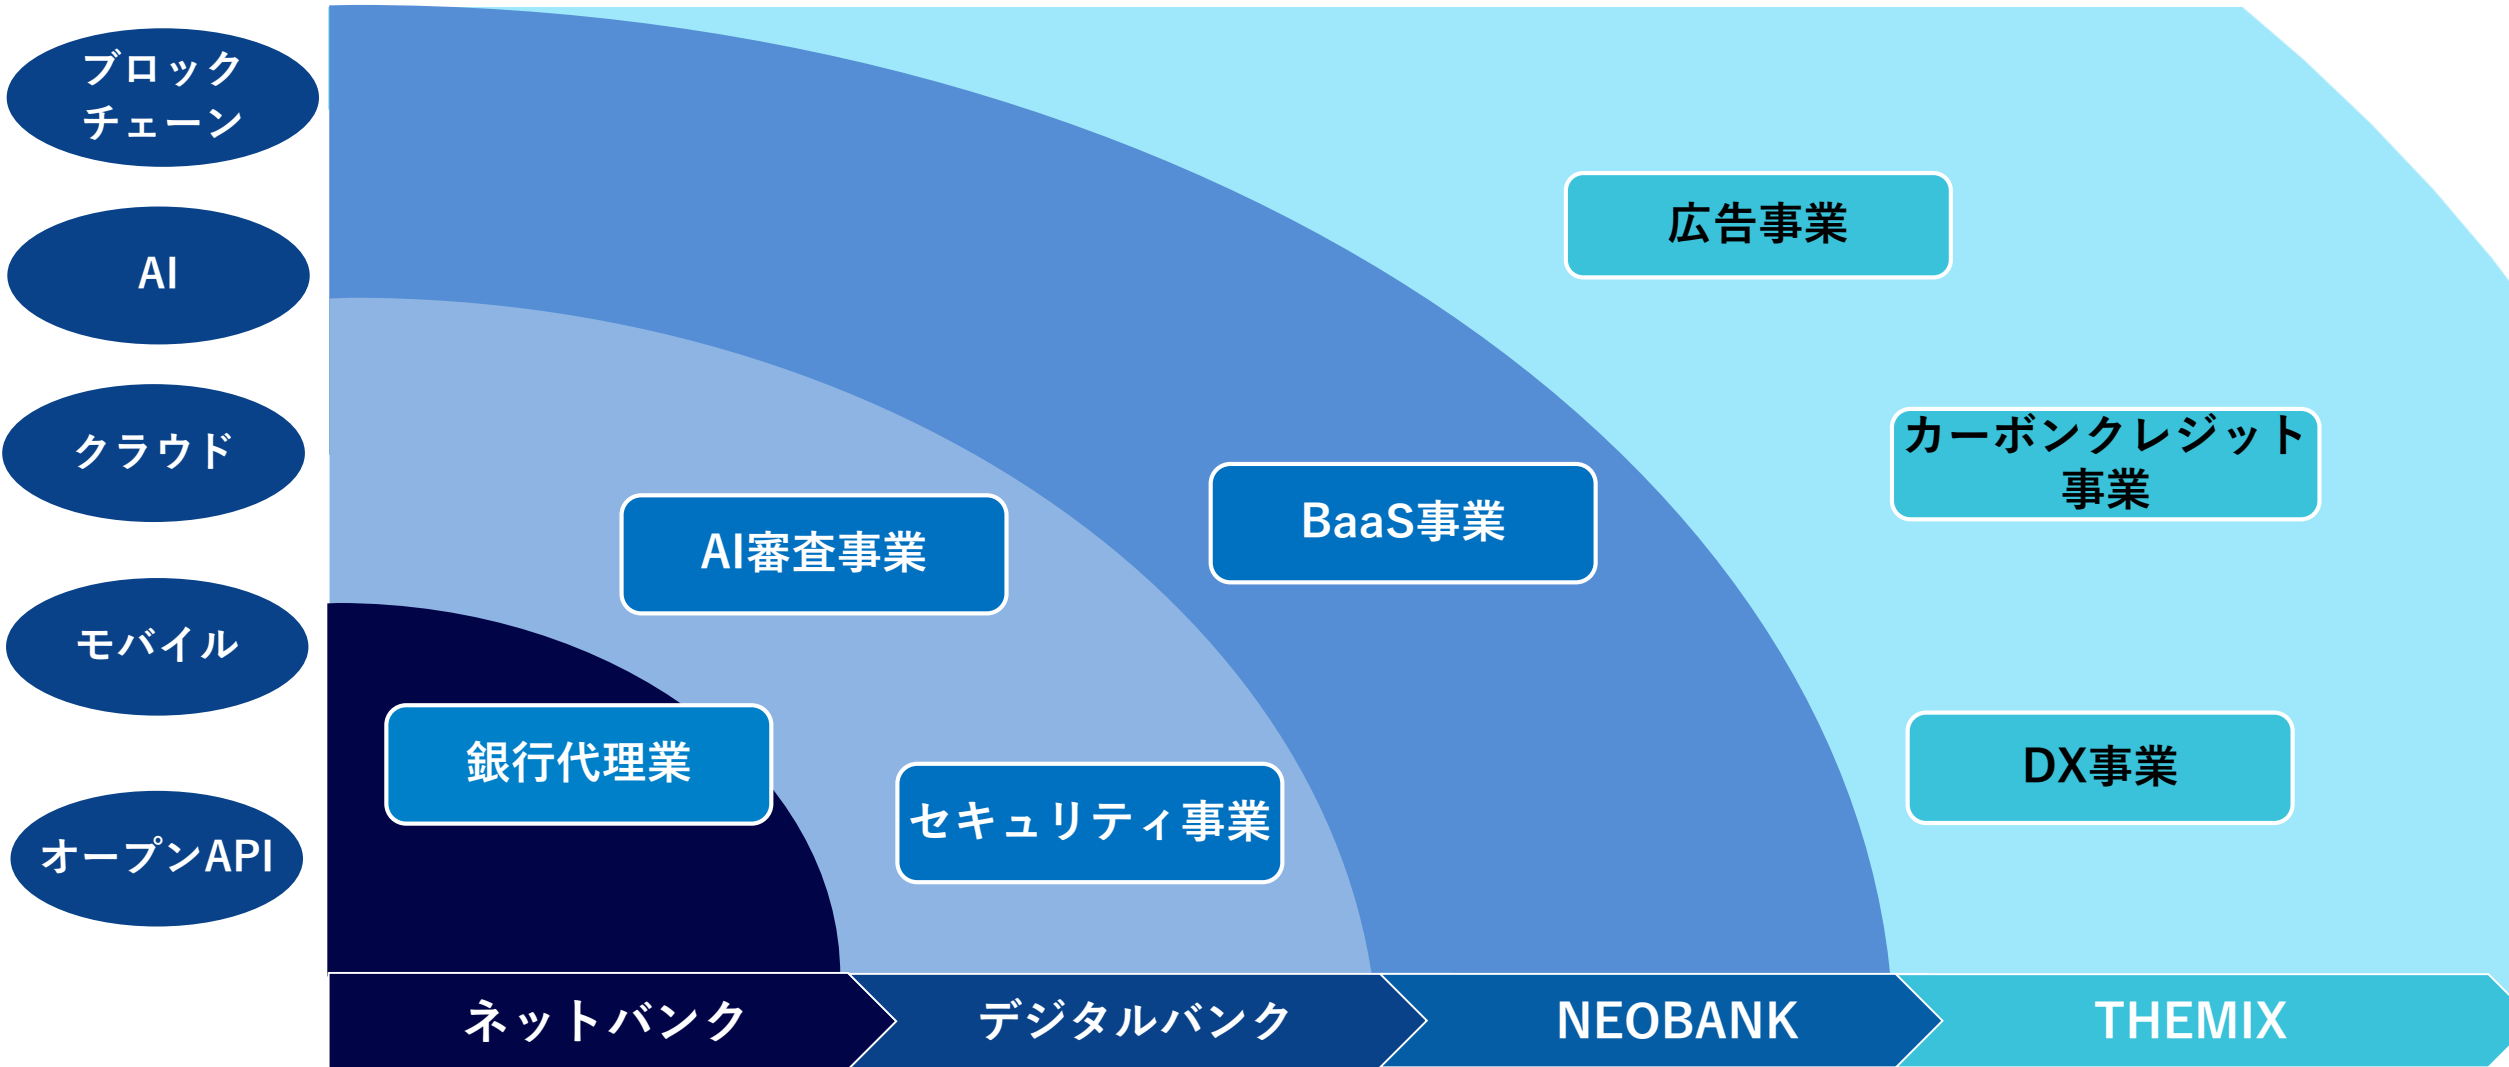 ブロック
チェーン
AI
クラウド
モバイル
オープンAPI
広告事業
カーボンクレジット
事業
BaaS事業
AI審査事業
銀行代理業
セキュリティ事業
DX事業
ネットバンク
デジタルバンク
NEOBANK
THEMIX